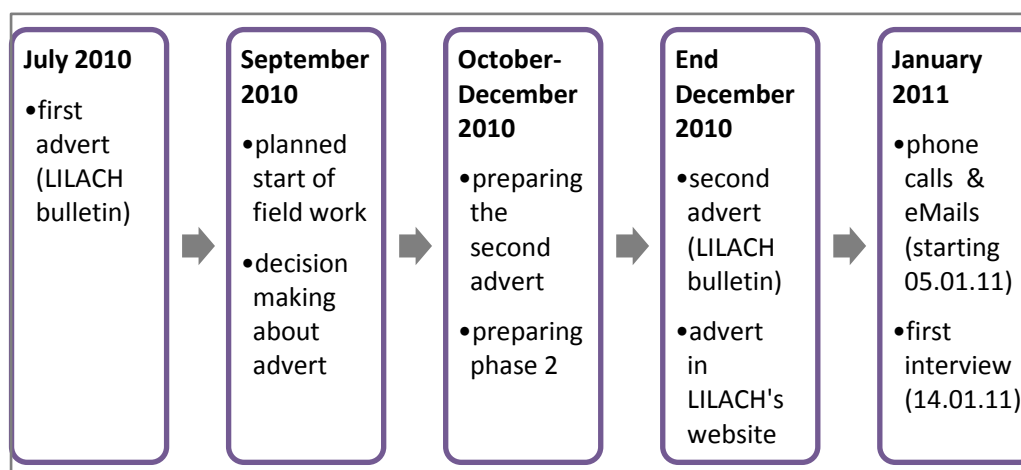 July 2010
•first
advert
(LILACH
bulletin)
September
2010
•planned
start of
field work
•decision
making
about
advert
October-
December
2010
•preparing
the
second
advert
•preparing
phase 2
End
December
2010
•second
advert
(LILACH
bulletin)
•advert
in
LILACH's
website
January
2011
•phone
calls &
eMails
(starting
05.01.11)
•first
interview
(14.01.11)